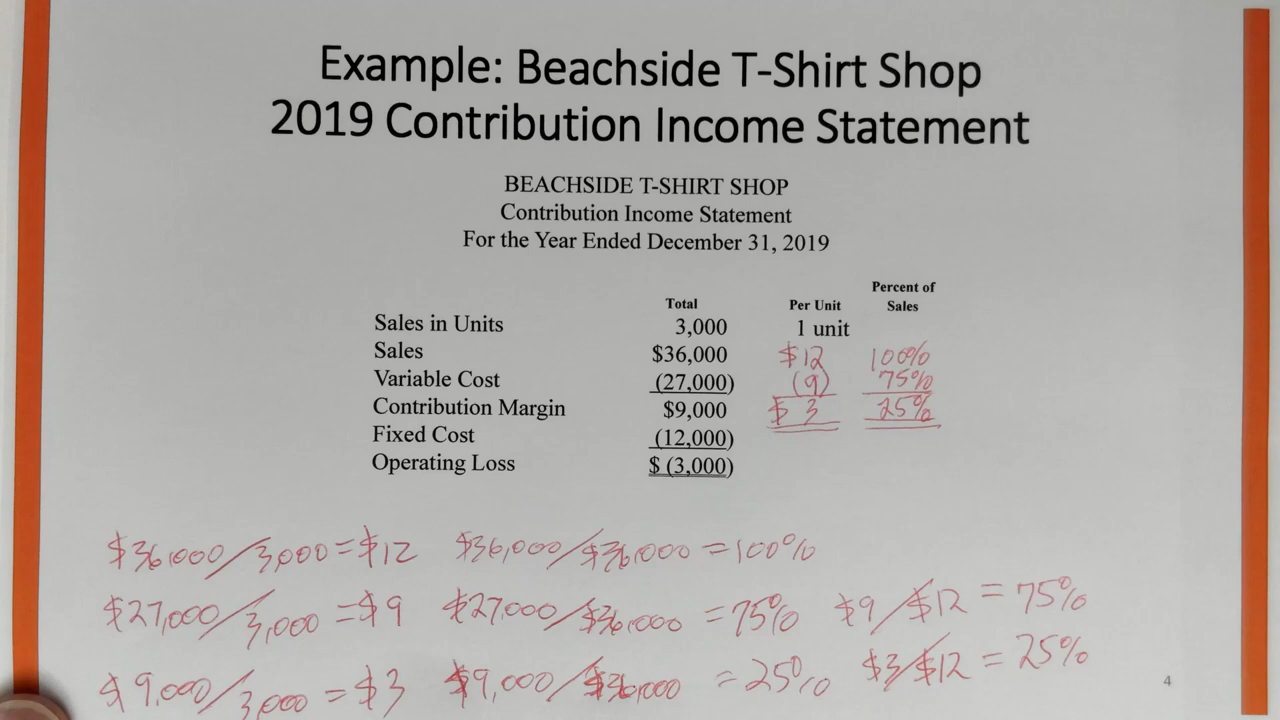 Example: Beachside T-Shirt Shop
2019 Contribution Income Statement
BEACHSIDE T-SHIRT SHOP
Contribution Income Statement
For the Year Ended December 31, 2019
Total Per Unit Percent of Sales
Sales in Units 3,000 1 unit
Sales $36,000 $12 100%
Variable Cost (27,000) (9) 75%
Contribution Margin $9,000 $3 25%
Fixed Cost (12,000)
Operating Loss $ (3,000)
$36,000/3,000 = $12 $36,000/$36,000 = 100%
$27,000/3,000 = $9 $27,000/$36,000 = 75% $9/$12 = 75%
$9,000/3,000 = $3 $9,000/$36,000 = 25% $3/$12 = 25%
4